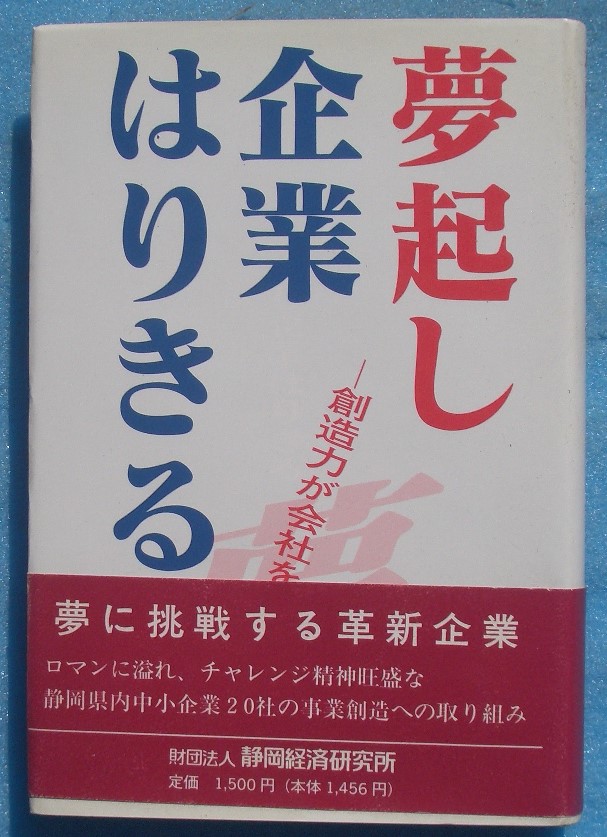 夢起し
企業
はりきる
―創造力が会社を
夢
夢に挑戦する革新企業
ロマンに溢れ、チャレンジ精神旺盛な
静岡県内中小企業20社の事業創造への取り組み
財団法人 静岡経済研究所
定価 1,500円（本体1,456円）